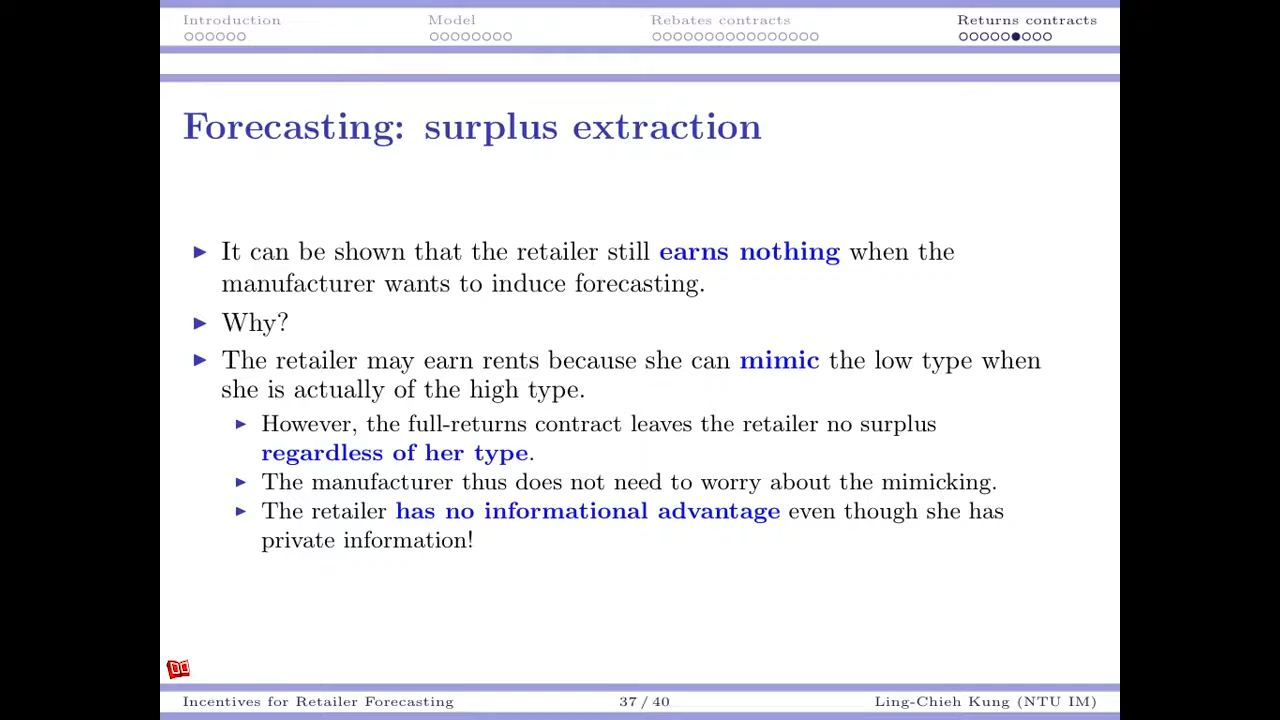 Introduction Model Rebates contracts Returns contracts
Forecasting: surplus extraction
It can be shown that the retailer still earns nothing when the
manufacturer wants to induce forecasting.
Why?
The retailer may earn rents because she can mimic the low type when
she is actually of the high type.
However, the full-returns contract leaves the retailer no surplus
regardless of her type.
The manufacturer thus does not need to worry about the mimicking.
The retailer has no informational advantage even though she has
private information!
Incentives for Retailer Forecasting 37 / 40 Ling-Chieh Kung (NTU IM)